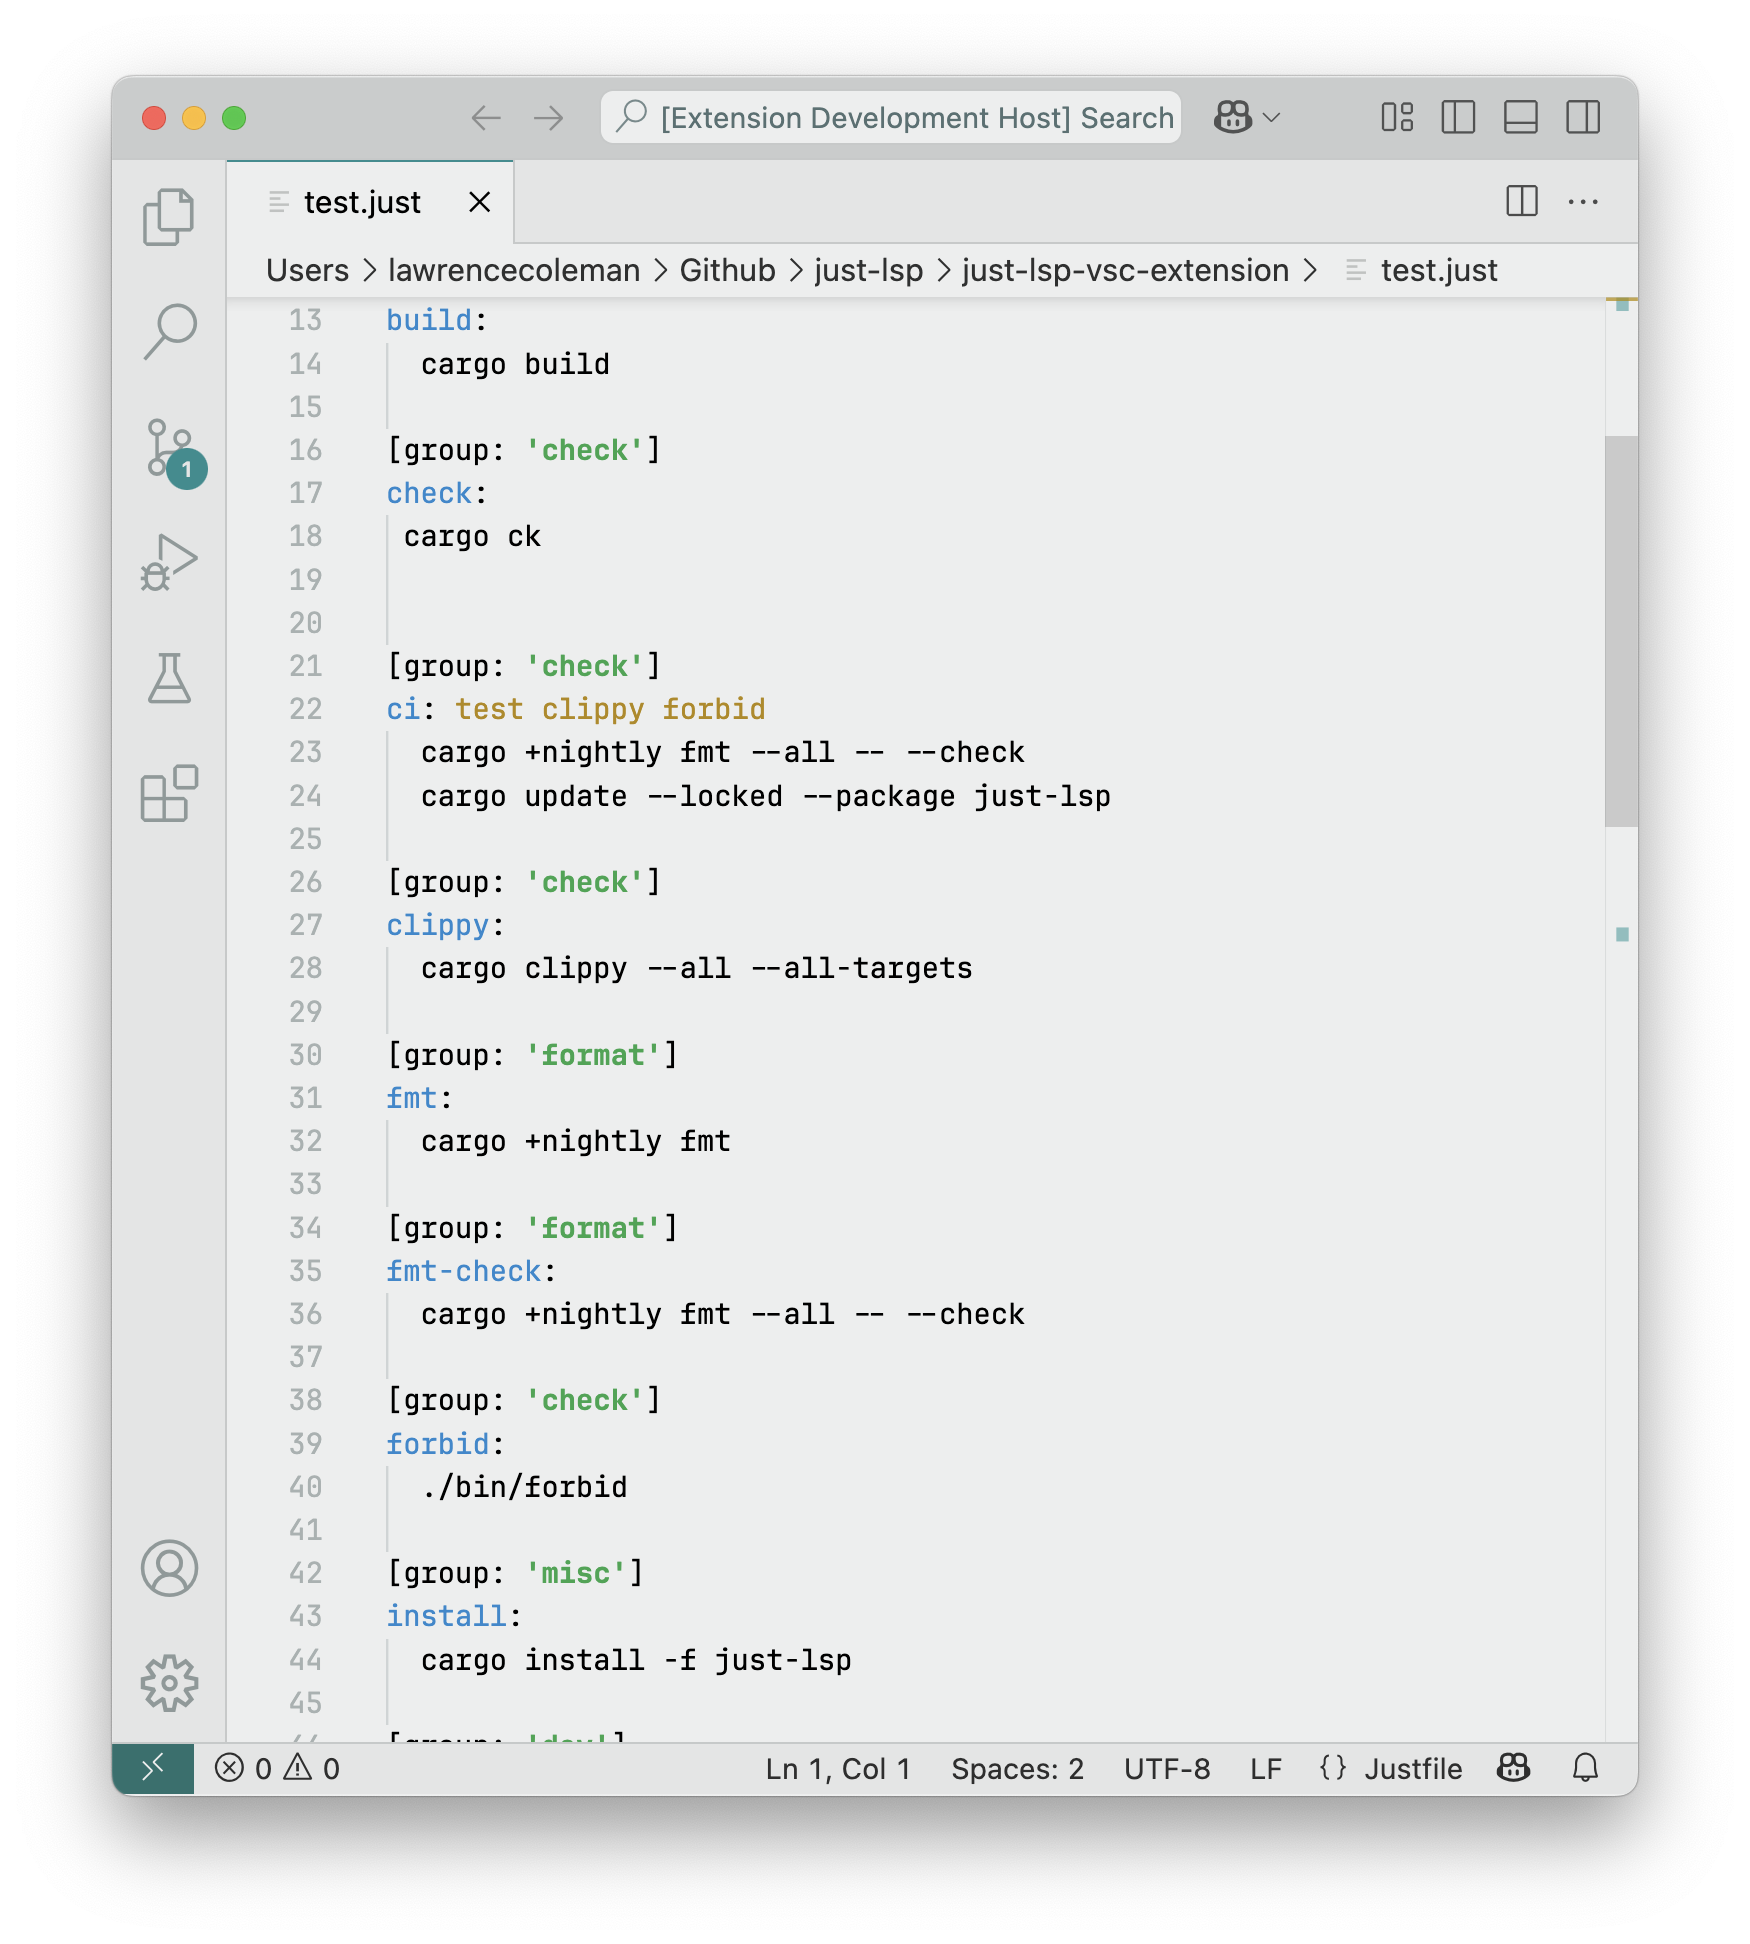 [Extension Development Host] Search
test.just
Users > lawrencecoleman > Github > just-lsp > just-lsp-vsc-extension > test.just
1
13 build:
14   cargo build
15
16 [group: 'check']
17 check:
18  cargo ck
19
20
21 [group: 'check']
22 ci: test clippy forbid
23   cargo +nightly fmt --all -- --check
24   cargo update --locked --package just-lsp
25
26 [group: 'check']
27 clippy:
28   cargo clippy --all --all-targets
29
30 [group: 'format']
31 fmt:
32   cargo +nightly fmt
33
34 [group: 'format']
35 fmt-check:
36   cargo +nightly fmt --all -- --check
37
38 [group: 'check']
39 forbid:
40   ./bin/forbid
41
42 [group: 'misc']
43 install:
44   cargo install -f just-lsp
45
[group: 'dev']
0 0 Ln 1, Col 1 Spaces: 2 UTF-8 LF {} Justfile